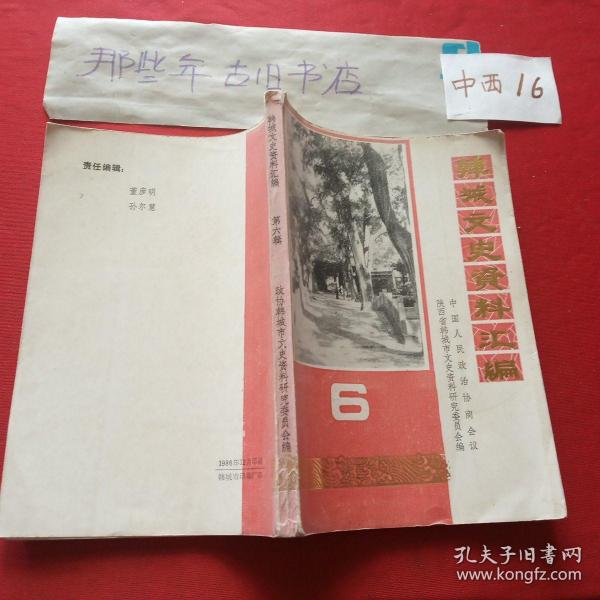 那些年 古旧书店
中西16
责任编辑：
董彦明
孙尔慧
1986年12月印刷
韩城市印刷厂印
韩城文史资料汇编
第六辑
政协韩城市文史资料研究委员会编
韩城文史资料汇编
中国人民政治协商会议
陕西省韩城市文史资料研究委员会编
6
孔夫子旧书网
www.kongfz.com